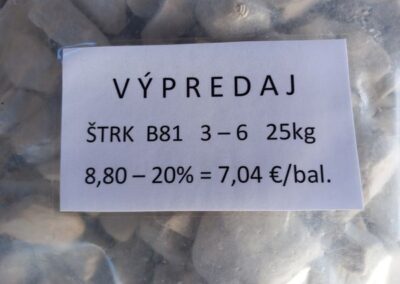 VÝPREDAJ
ŠTRK B81 3 – 6 25kg
8,80 – 20% = 7,04 €/bal.